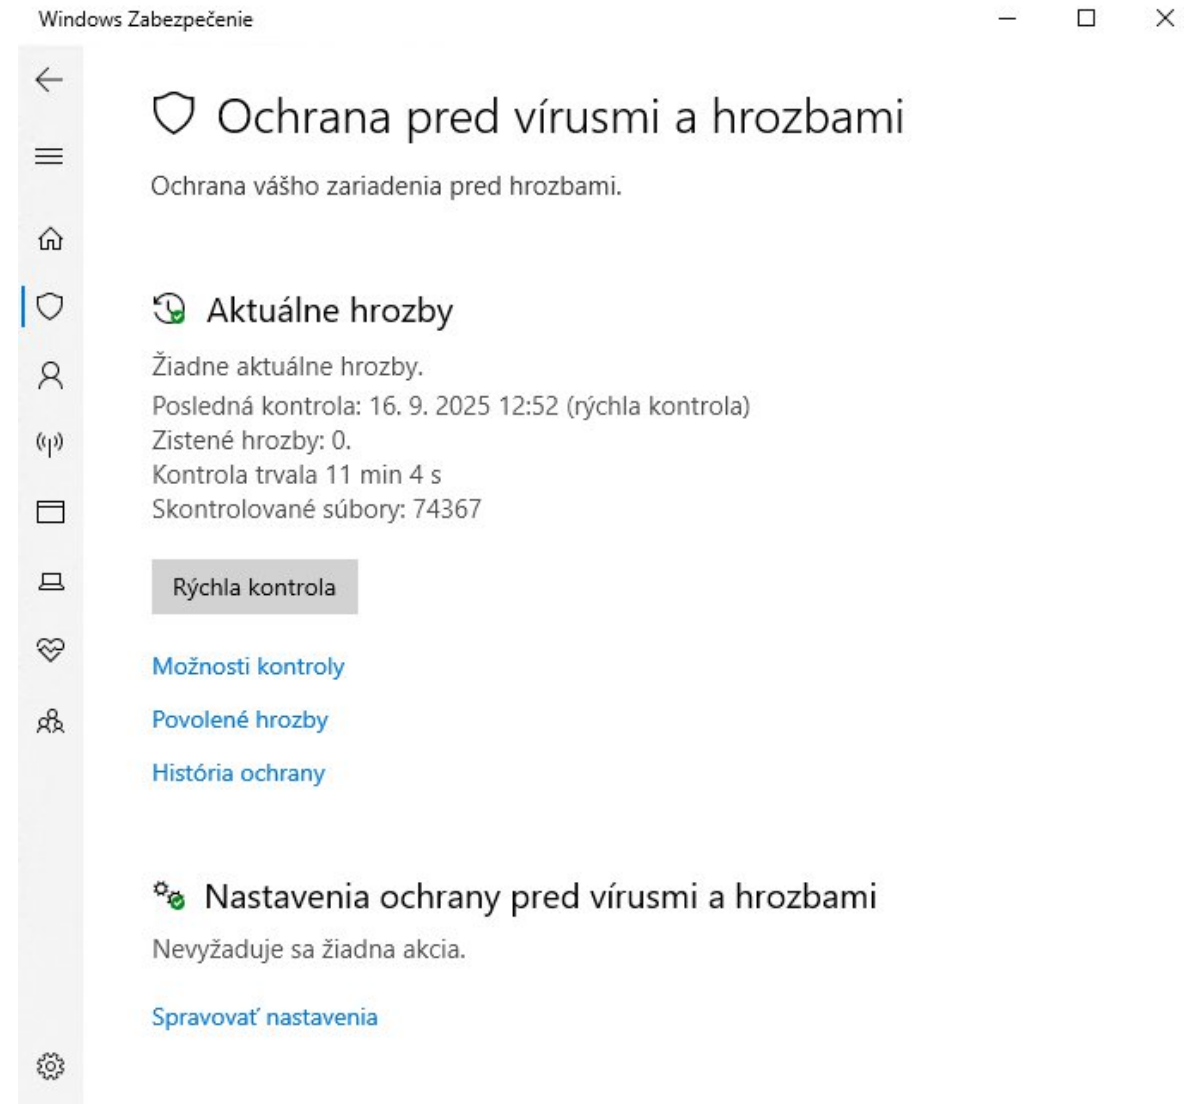 Windows Zabezpečenie
Ochrana pred vírusmi a hrozbami
Ochrana vášho zariadenia pred hrozbami.
Aktuálne hrozby
Žiadne aktuálne hrozby.
Posledná kontrola: 16. 9. 2025 12:52 (rýchla kontrola)
Zistené hrozby: 0.
Kontrola trvala 11 min 4 s
Skontrolované súbory: 74367
Rýchla kontrola
Možnosti kontroly
Povolené hrozby
História ochrany
Nastavenia ochrany pred vírusmi a hrozbami
Nevyžaduje sa žiadna akcia.
Spravovať nastavenia